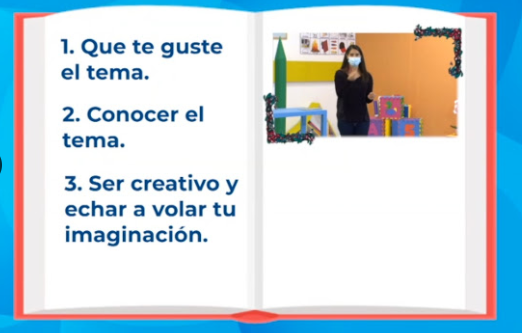 1. Que te guste
el tema.
2. Conocer el
tema.
3. Ser creativo y
echar a volar tu
imaginación.